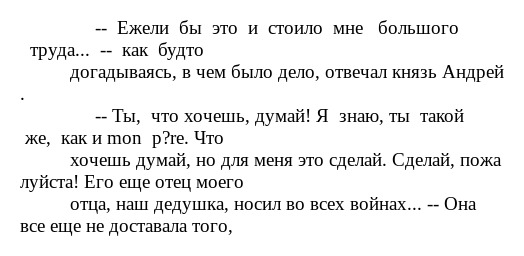 -- Ежели бы это и стоило мне большого
труда... -- как будто
догадываясь, в чем было дело, отвечал князь Андрей
.
-- Ты, что хочешь, думай! Я знаю, ты такой
же, как и mon p?re. Что
хочешь думай, но для меня это сделай. Сделай, пожа
луйста! Его еще отец моего
отца, наш дедушка, носил во всех войнах... -- Она
все еще не доставала того,